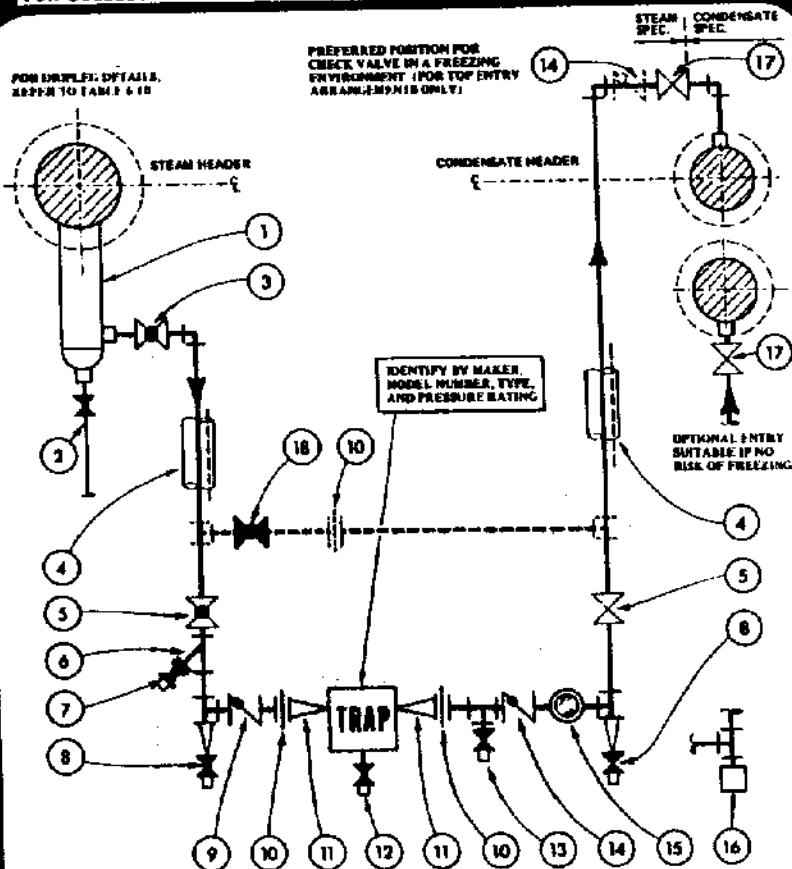 STEAM SPEC.
CONDENSATE SPEC.
PREFERRED POSITION FOR
CHECK VALVE IN A FREEZING
ENVIRONMENT (FOR TOP ENTRY
ARRANGEMENTS ONLY)
14
17
FOR DRIPLEG DETAILS,
REFER TO TABLE 6.10
STEAM HEADER
CONDENSATE HEADER
1
3
17
IDENTIFY BY MAKER,
MODEL NUMBER, TYPE,
AND PRESSURE RATING
2
18
10
OPTIONAL ENTRY
SUITABLE IF NO
RISK OF FREEZING
4
4
5
5
6
8
7
TRAP
8
9
10
11
12
11
10
13
14
15
16